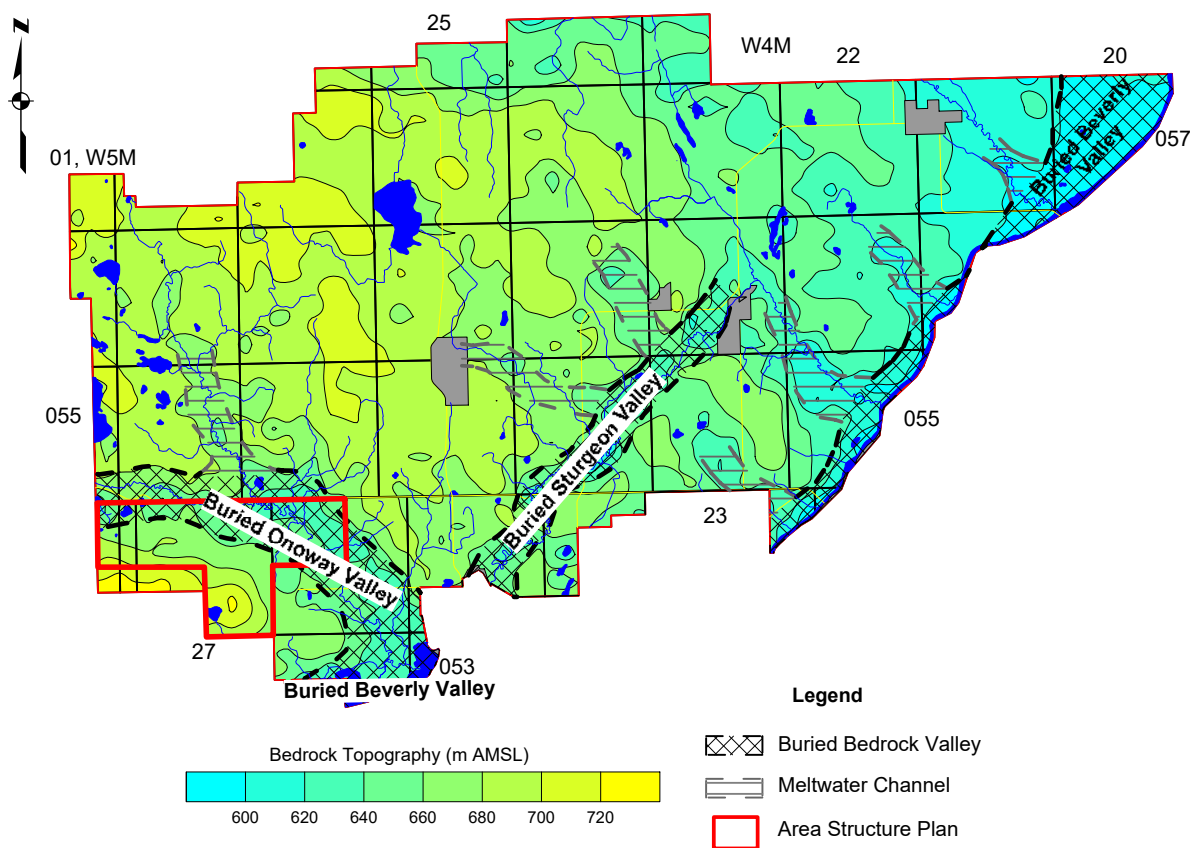 N
25
W4M
22
20
01, W5M
057
Buried Beverly
Valley
055
055
Buried Sturgeon Valley
23
Buried Onoway Valley
27
053
Buried Beverly Valley
Legend
Bedrock Topography (m AMSL)
600 620 640 660 680 700 720
Buried Bedrock Valley
Meltwater Channel
Area Structure Plan